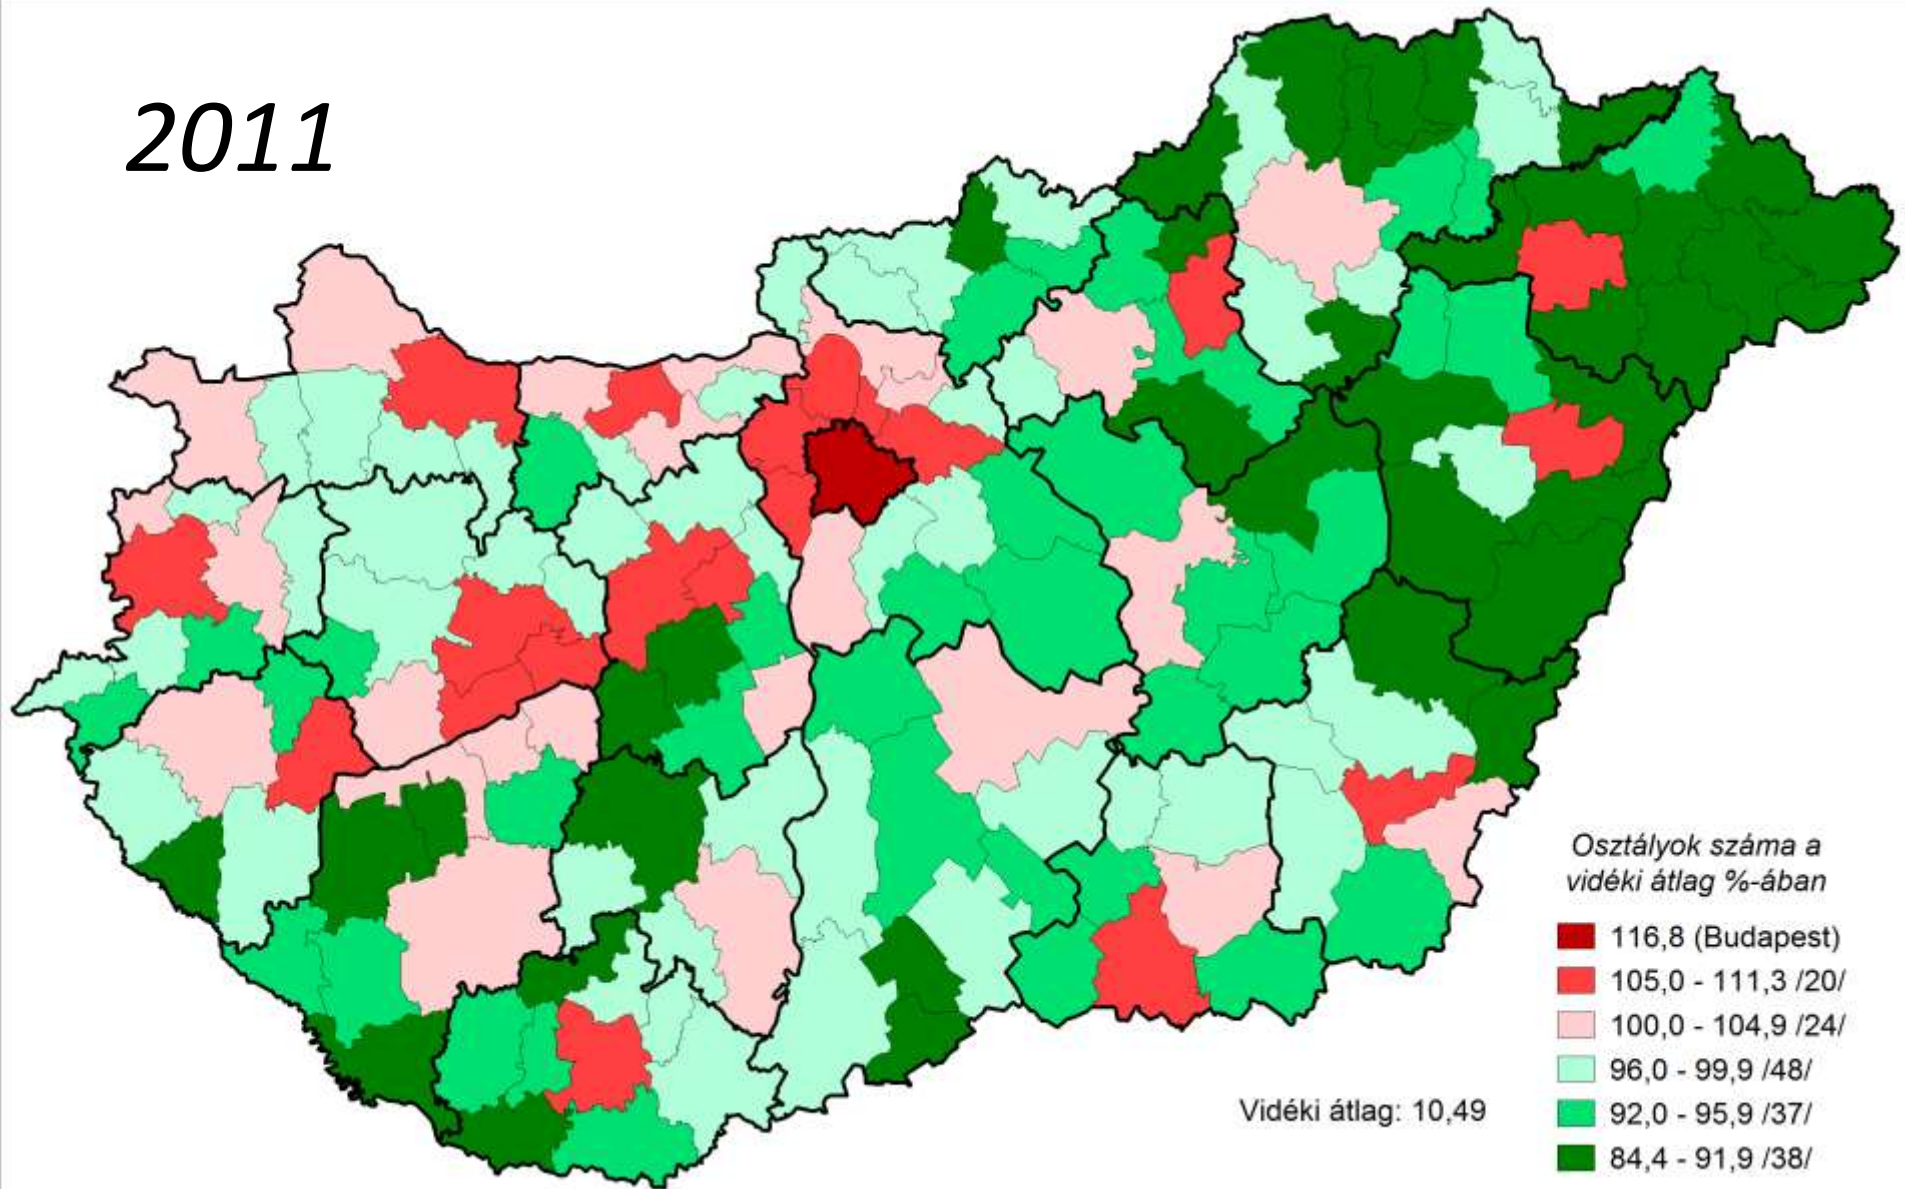 2011
Osztályok száma a
vidéki átlag %-ában
116,8 (Budapest)
105,0 - 111,3 /20/
100,0 - 104,9 /24/
96,0 - 99,9 /48/
92,0 - 95,9 /37/
84,4 - 91,9 /38/
Vidéki átlag: 10,49